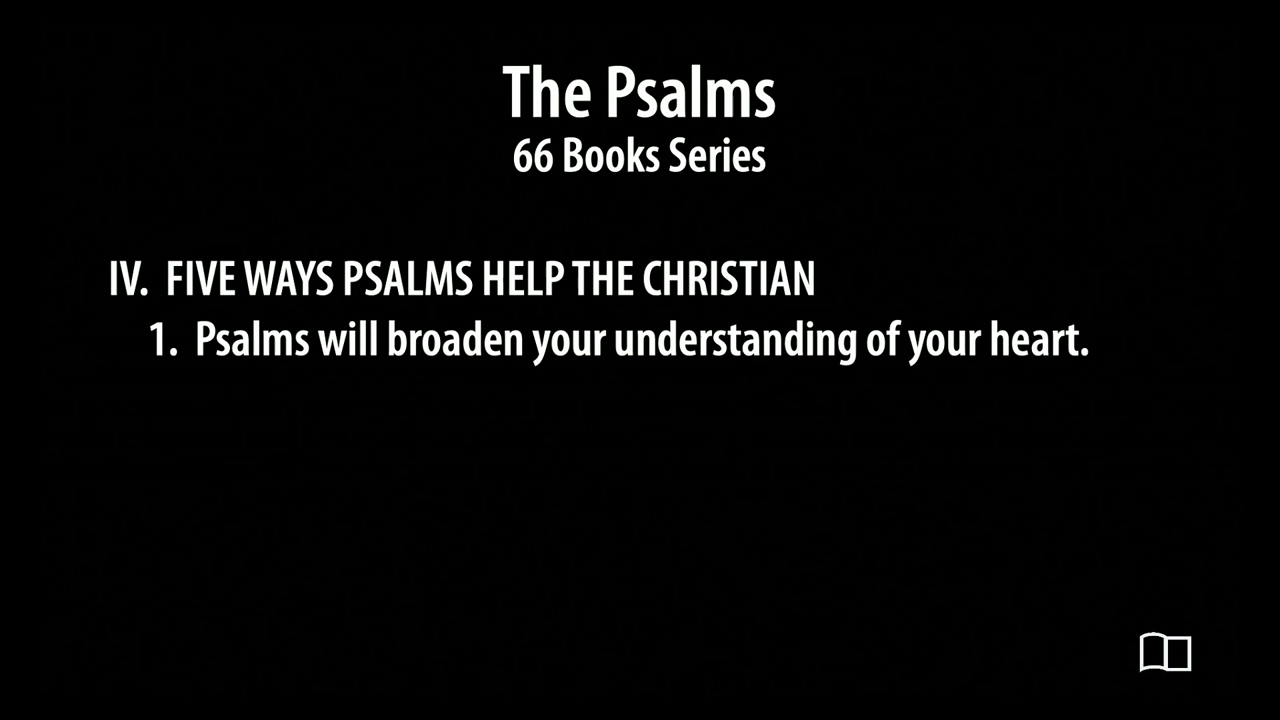 The Psalms
66 Books Series
IV. FIVE WAYS PSALMS HELP THE CHRISTIAN
1. Psalms will broaden your understanding of your heart.